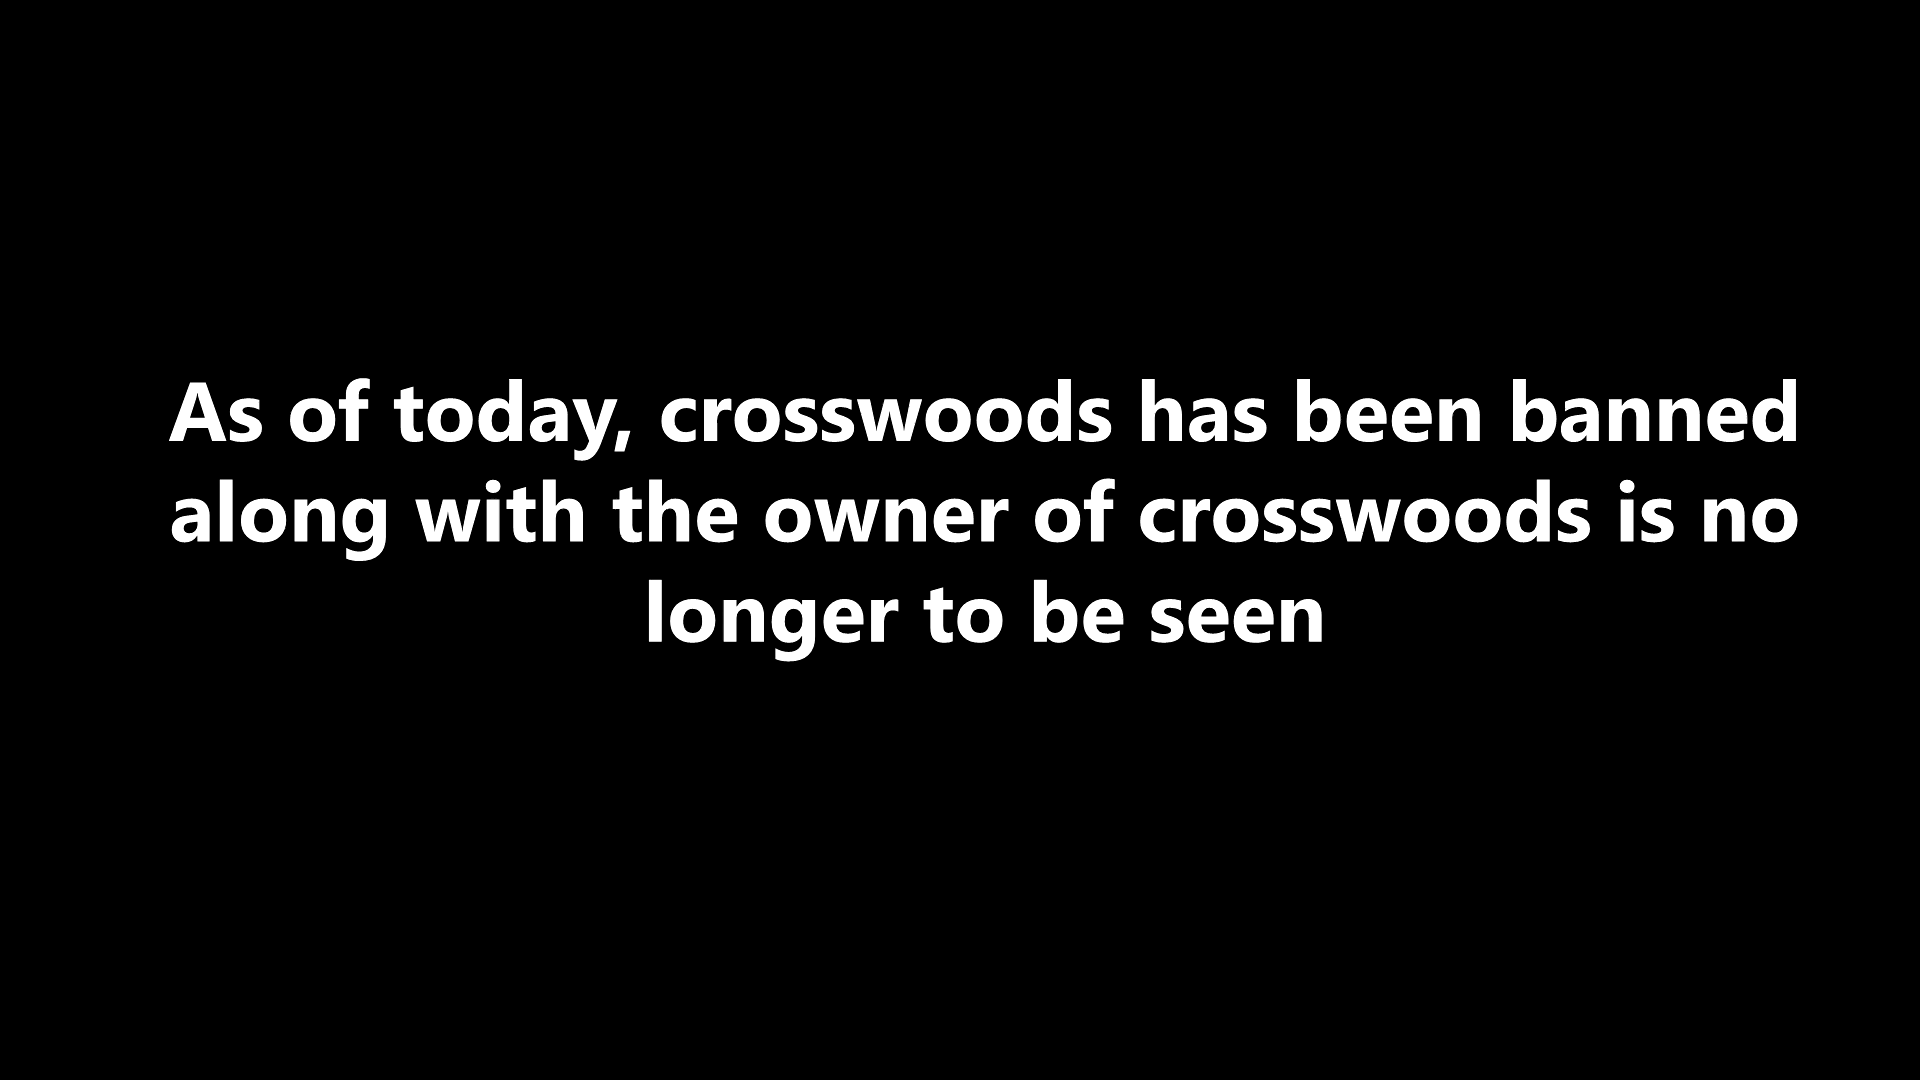 As of today, crosswoods has been banned
along with the owner of crosswoods is no
longer to be seen